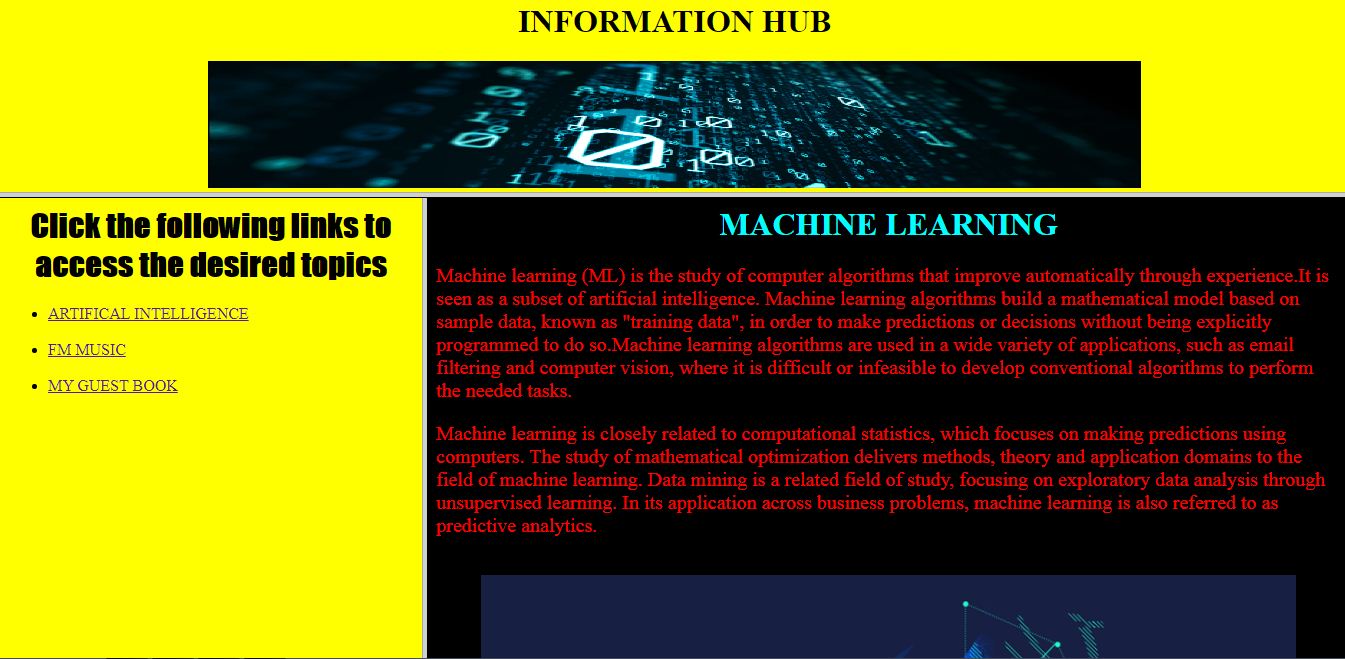 INFORMATION HUB
Click the following links to
access the desired topics
ARTIFICAL INTELLIGENCE
FM MUSIC
MY GUEST BOOK
MACHINE LEARNING
Machine learning (ML) is the study of computer algorithms that improve automatically through experience.It is
seen as a subset of artificial intelligence. Machine learning algorithms build a mathematical model based on
sample data, known as "training data", in order to make predictions or decisions without being explicitly
programmed to do so.Machine learning algorithms are used in a wide variety of applications, such as email
filtering and computer vision, where it is difficult or infeasible to develop conventional algorithms to perform
the needed tasks.
Machine learning is closely related to computational statistics, which focuses on making predictions using
computers. The study of mathematical optimization delivers methods, theory and application domains to the
field of machine learning. Data mining is a related field of study, focusing on exploratory data analysis through
unsupervised learning. In its application across business problems, machine learning is also referred to as
predictive analytics.